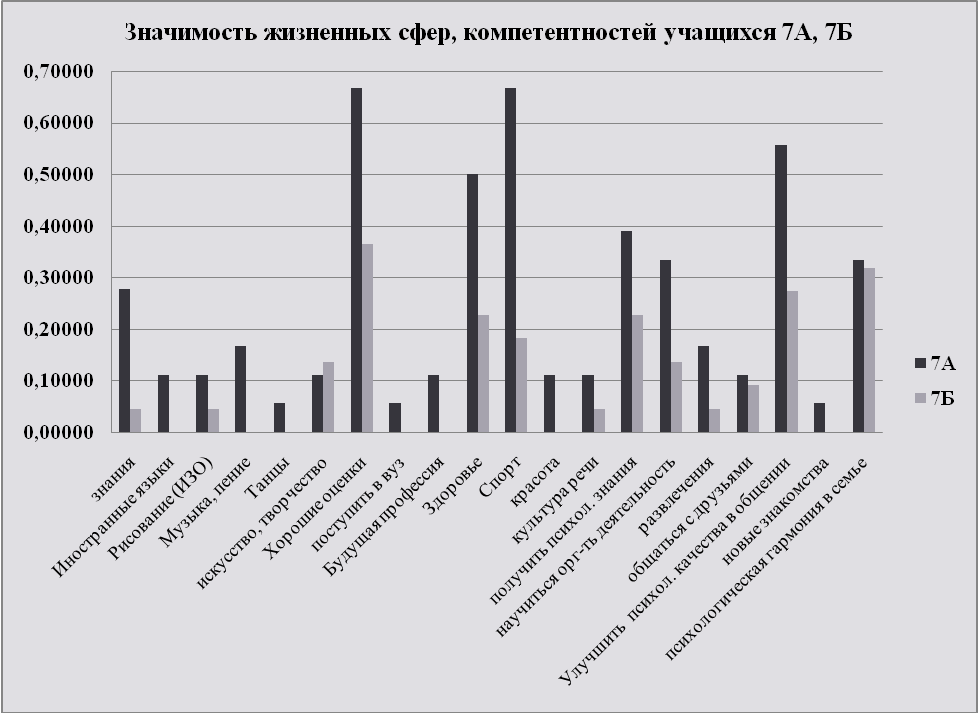 Значимость жизненных сфер, компетентностей учащихся 7А, 7Б
0,70000
0,60000
0,50000
0,40000
0,30000
0,20000
0,10000
0,00000
7А
7Б
знания
Иностранные языки
Рисование (ИЗО)
Музыка, пение
Танцы
искусство, творчество
Хорошие оценки
поступить в вуз
Будущая профессия
Здоровье
Спорт
красота
культура речи
получить психол. знания
научиться орг-ть деятельность
развлечения
общаться с друзьями
Улучшить психол. качества в общении
новые знакомства
психологическая гармония в семье